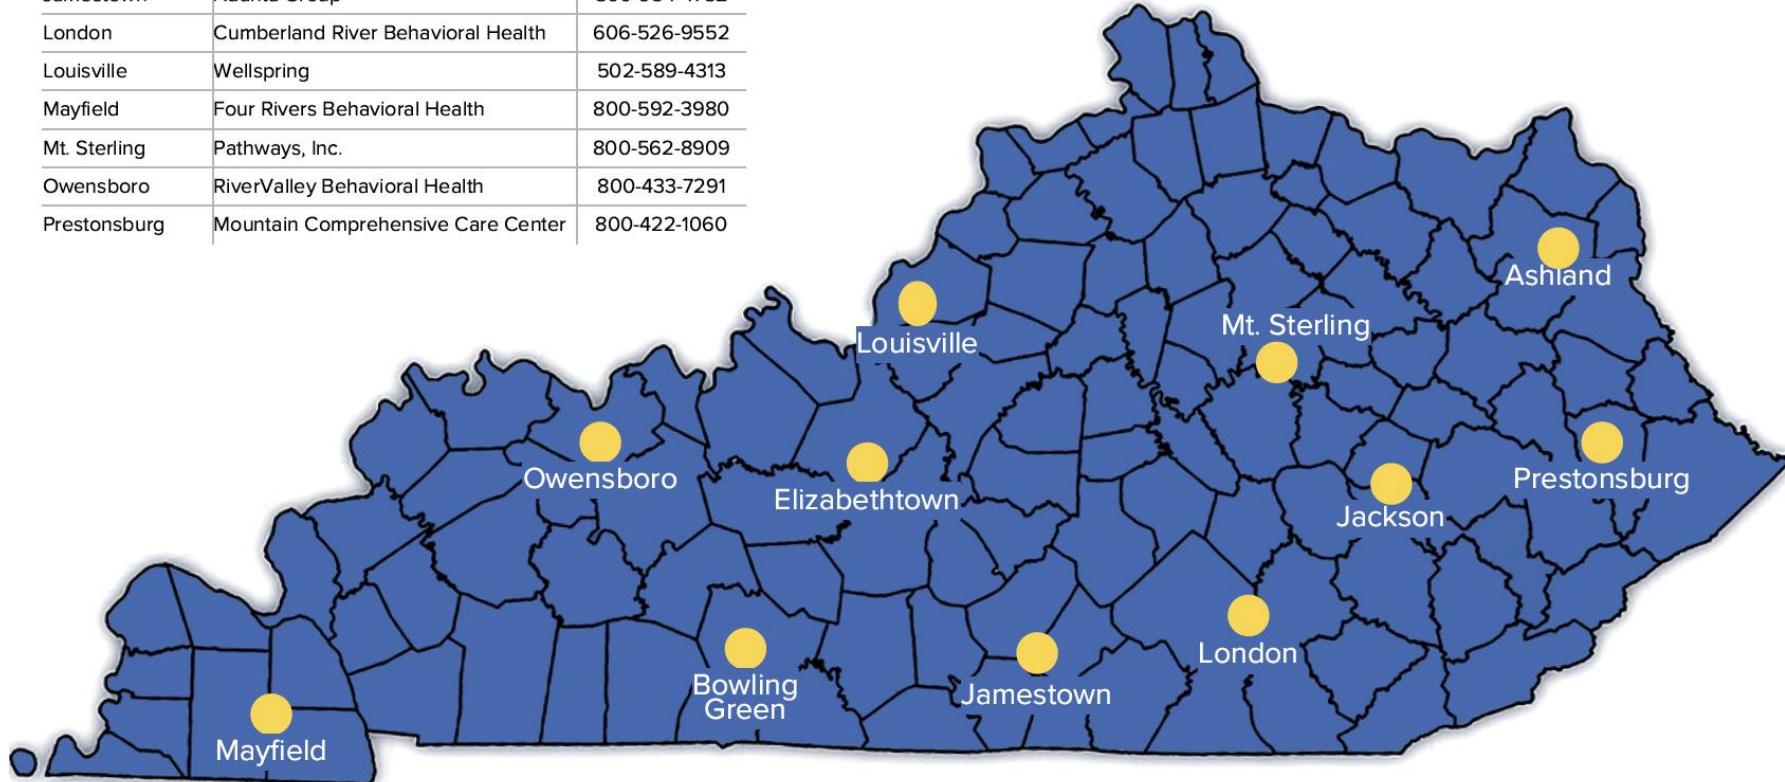 London Cumberland River Behavioral Health 606-526-9552
Louisville Wellspring 502-589-4313
Mayfield Four Rivers Behavioral Health 800-592-3980
Mt. Sterling Pathways, Inc. 800-562-8909
Owensboro RiverValley Behavioral Health 800-433-7291
Prestonsburg Mountain Comprehensive Care Center 800-422-1060
Ashland
Mt. Sterling
Louisville
Owensboro
Elizabethtown
Prestonsburg
Jackson
London
Bowling
Green
Jamestown
Mayfield